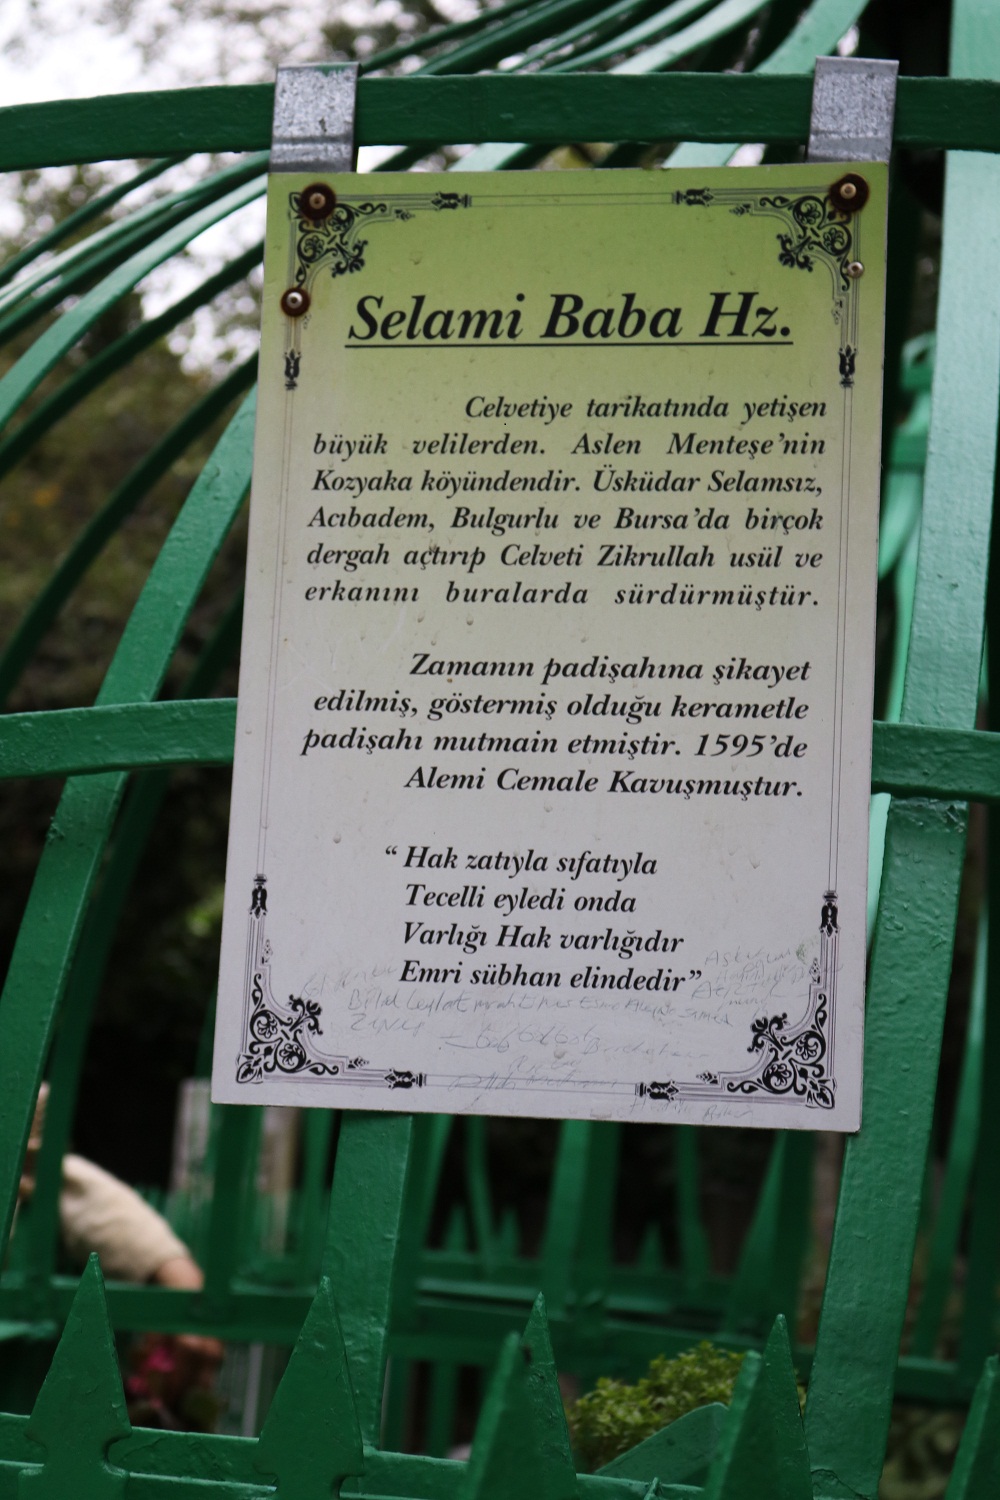 Selami Baba Hz.
Celvetiye tarikatında yetişen
büyük velilerden. Aslen Menteşe'nin
Kozyaka köyündendir. Üsküdar Selamsız,
Acıbadem, Bulgurlu ve Bursa'da birçok
dergah açtırıp Celveti Zikrullah usül ve
erkanını buralarda sürdürmüştür.
Zamanın padişahına şikayet
edilmiş, göstermiş olduğu kerametle
padişahı mutmain etmiştir. 1595'de
Alemi Cemale Kavuşmuştur.
“ Hak zatıyla sıfatıyla
Tecelli eyledi onda
Varlığı Hak varlığıdır
Emri sübhan elindedir”